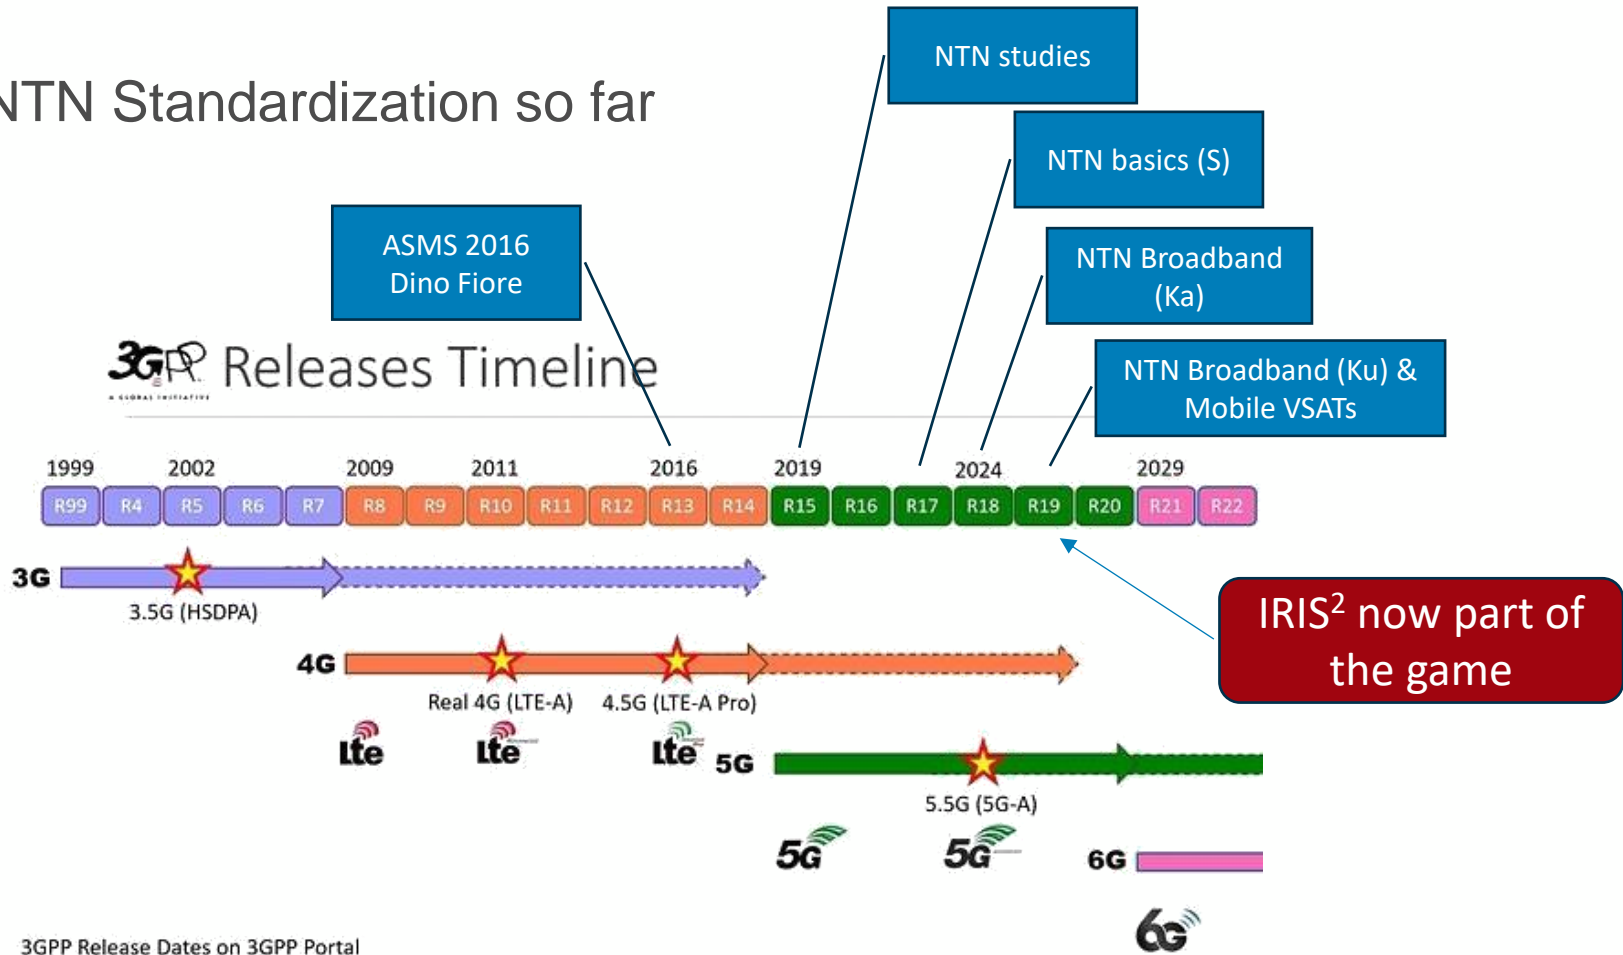 NTN Standardization so far
NTN studies
NTN basics (S)
ASMS 2016
Dino Fiore
NTN Broadband
(Ka)
NTN Broadband (Ku) &
Mobile VSATs
3GPP Releases Timeline
A GLOBAL INITIATIVE
1999 2002 2009 2011 2016 2019 2024 2029
R99 R4 R5 R6 R7 R8 R9 R10 R11 R12 R13 R14 R15 R16 R17 R18 R19 R20 R21 R22
3G
3.5G (HSDPA)
IRIS² now part of
the game
4G
Real 4G (LTE-A) 4.5G (LTE-A Pro)
lte lte lte
5G
5.5G (5G-A)
5G 5G
6G
6G
3GPP Release Dates on 3GPP Portal